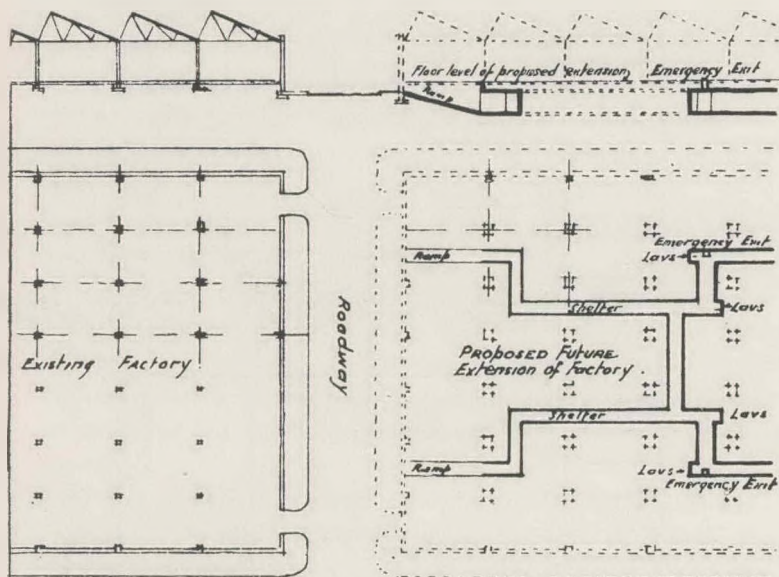 Floor level of proposed extension
Emergency Exit
Ramp
Emergency Exit
Ramp
Lavs
Shelter
Lavs
Roadway
Existing Factory.
PROPOSED FUTURE
Extension of Factory.
Shelter
Lavs
Ramp
Lavs
Emergency Exit